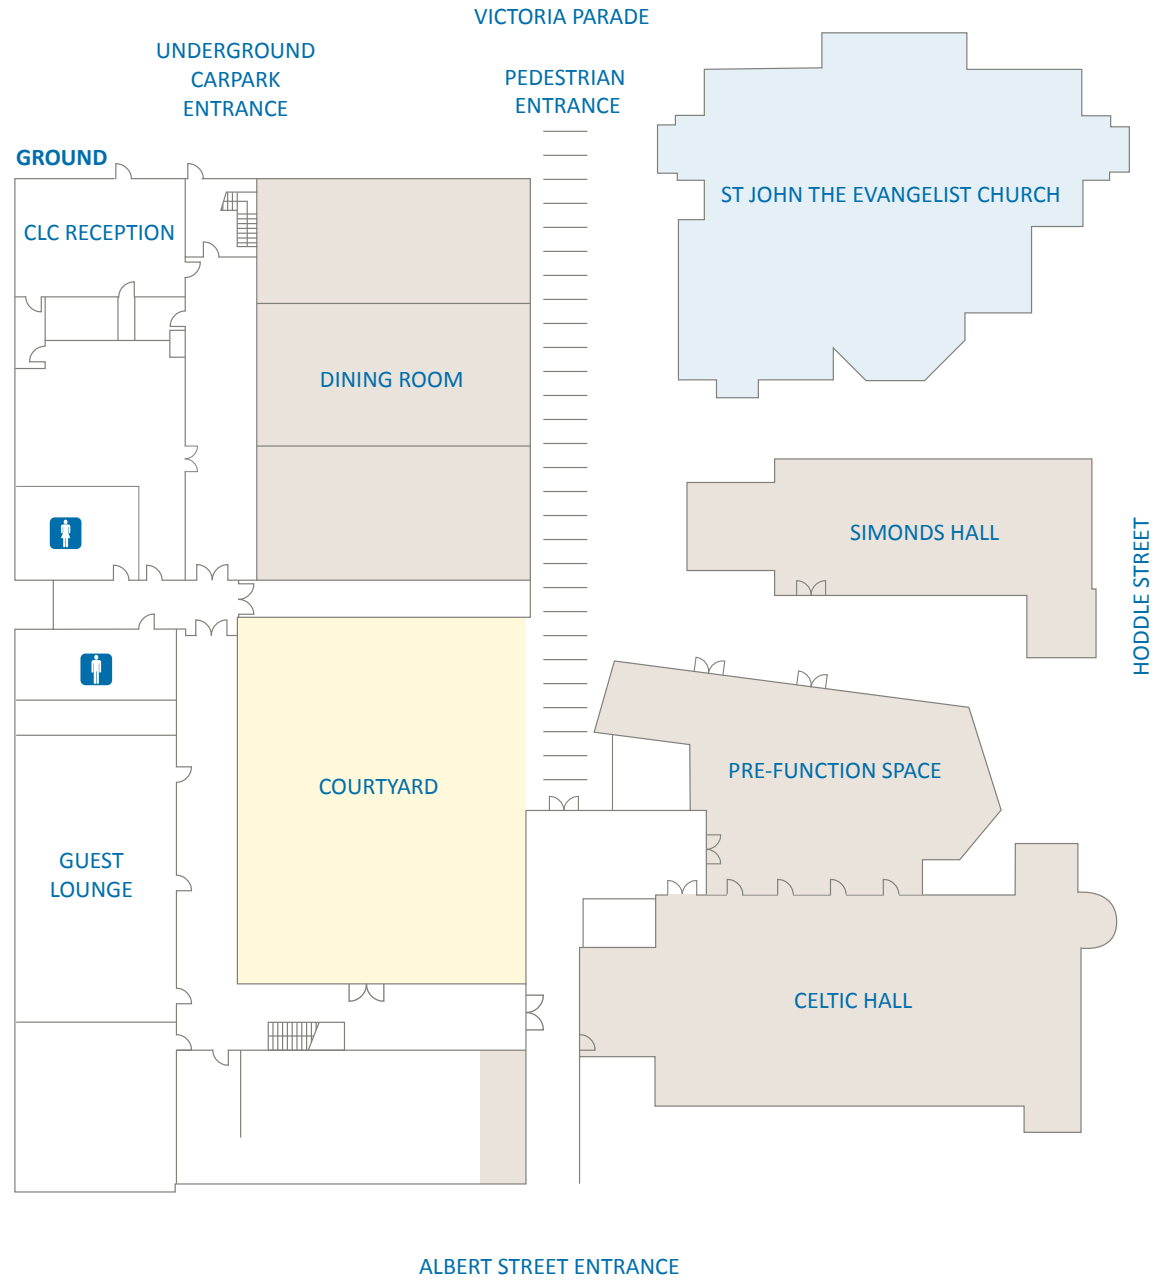 VICTORIA PARADE
UNDERGROUND
CARPARK
ENTRANCE
PEDESTRIAN
ENTRANCE
GROUND
CLC RECEPTION
ST JOHN THE EVANGELIST CHURCH
DINING ROOM
SIMONDS HALL
HODDLE STREET
COURTYARD
PRE-FUNCTION SPACE
GUEST
LOUNGE
CELTIC HALL
ALBERT STREET ENTRANCE